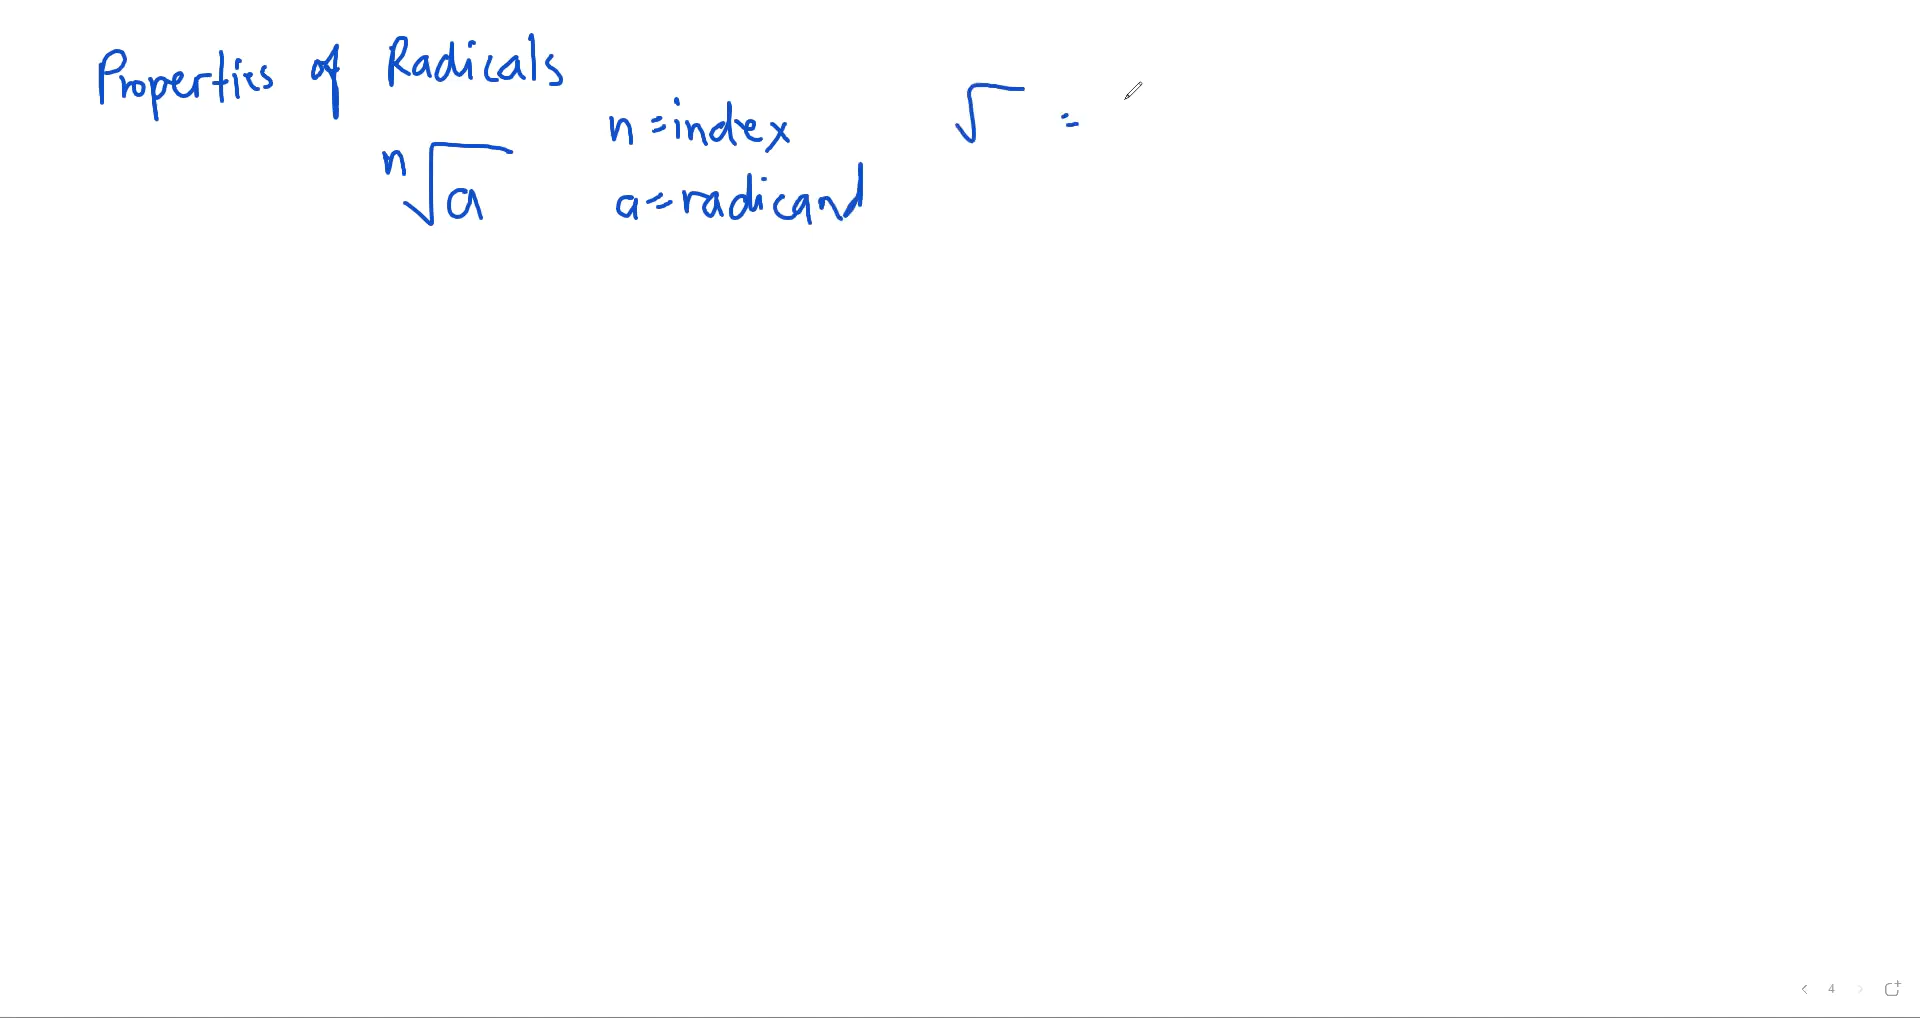 Properties of Radicals
n = index
ⁿ√a
a = radicand
√ =
4